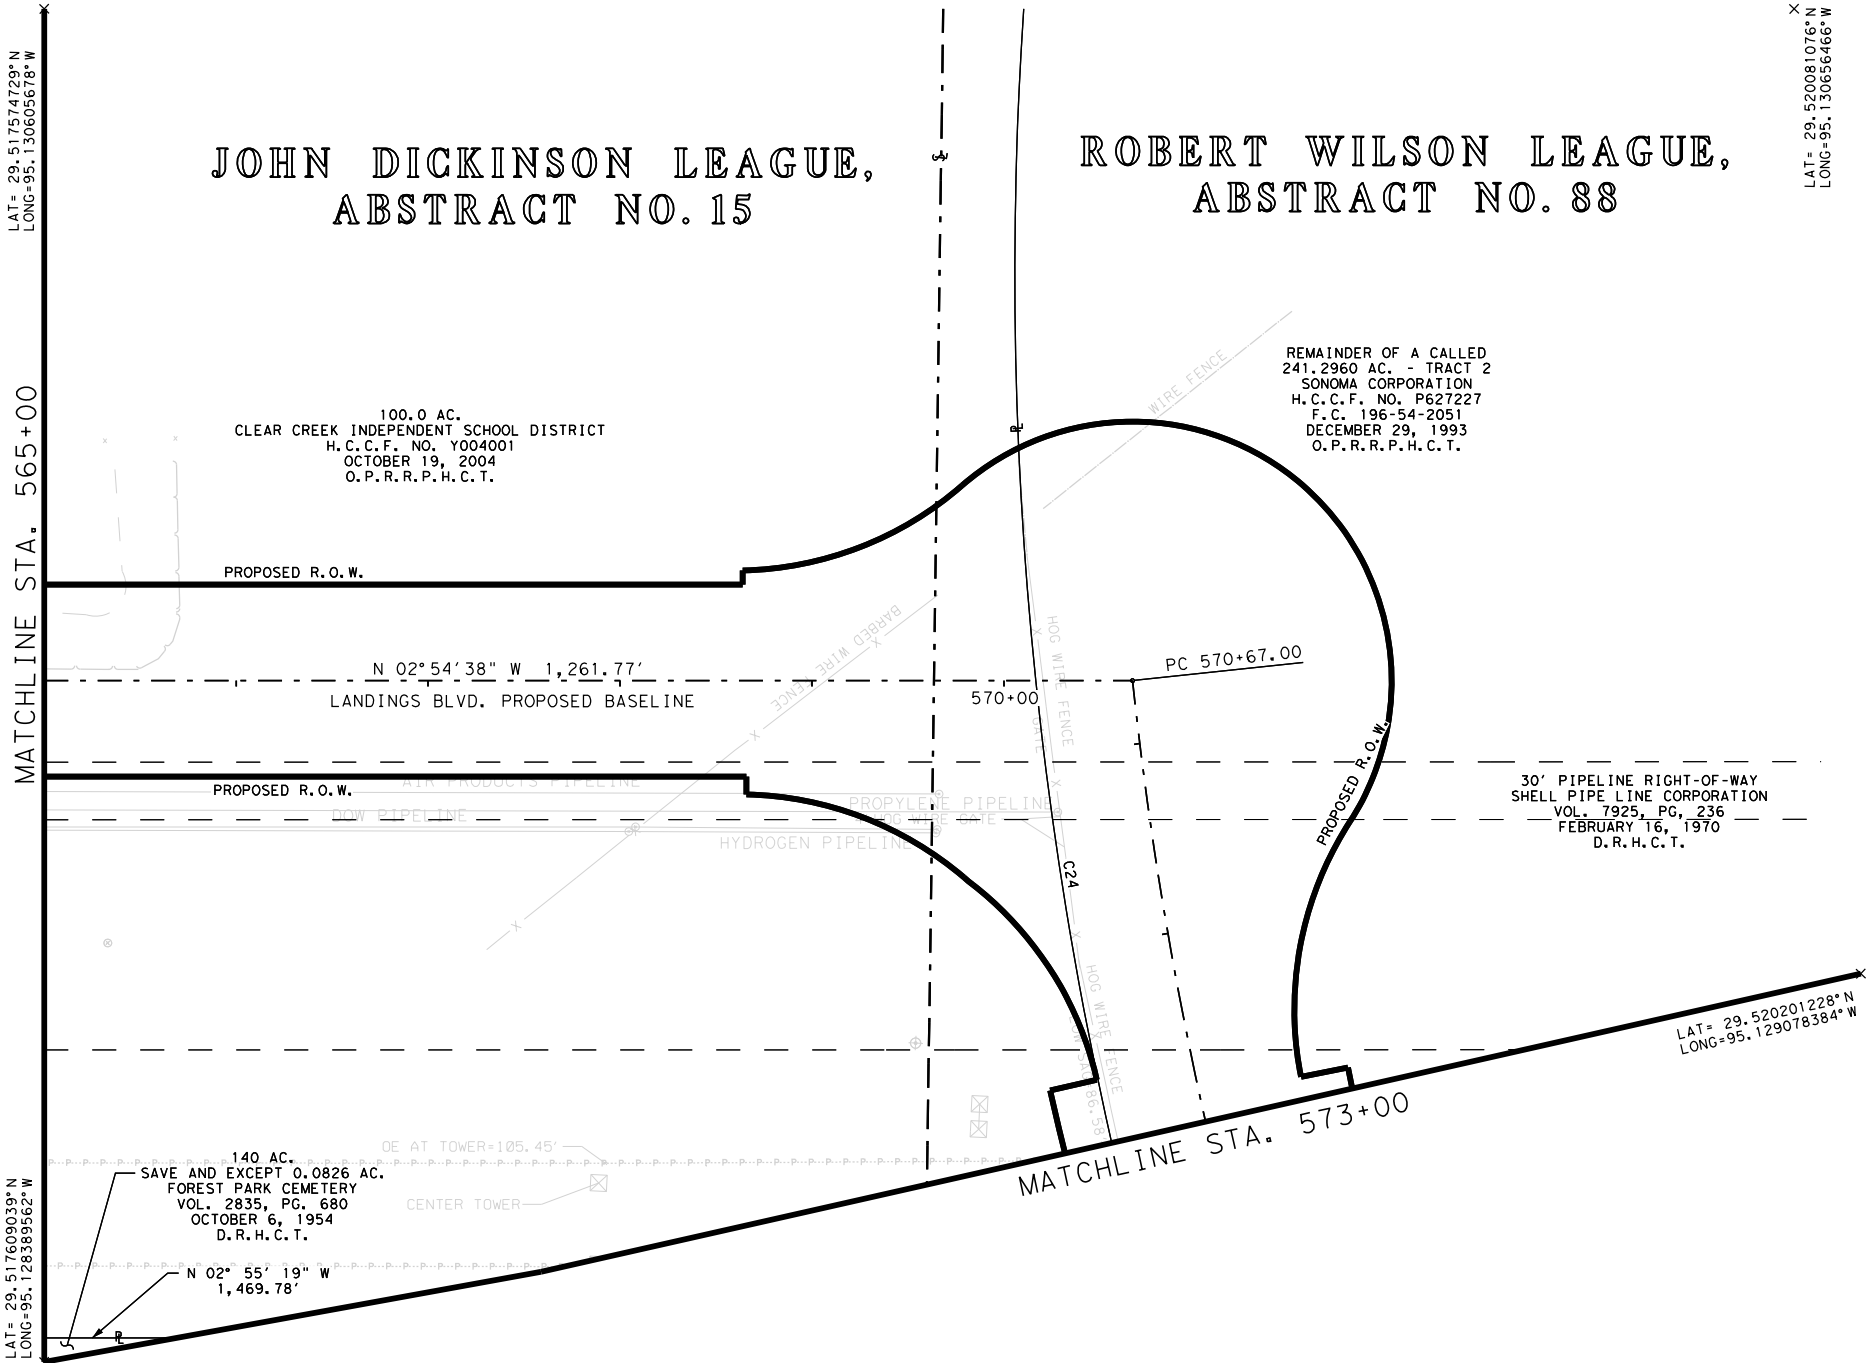 LAT= 29.517574729°N
LONG=95.130605678°W
LAT= 29.520081076°N
LONG=95.130656466°W
JOHN DICKINSON LEAGUE,
ABSTRACT NO. 15
ROBERT WILSON LEAGUE,
ABSTRACT NO. 88
REMAINDER OF A CALLED
241.2960 AC. - TRACT 2
SONOMA CORPORATION
H.C.C.F. NO. P627227
F.C. 196-54-2051
DECEMBER 29, 1993
O.P.R.R.P.H.C.T.
WIRE FENCE
100.0 AC.
CLEAR CREEK INDEPENDENT SCHOOL DISTRICT
H.C.C.F. NO. Y004001
OCTOBER 19, 2004
O.P.R.R.P.H.C.T.
MATCHLINE STA. 565+00
PROPOSED R.O.W.
BARBED WIRE FENCE
HOG WIRE FENCE
GATE
N 02°54'38" W 1,261.77'
LANDINGS BLVD. PROPOSED BASELINE
570+00
PC 570+67.00
PROPOSED R.O.W.
PROPOSED R.O.W.
AIR PRODUCTS PIPELINE
DOW PIPELINE
PROPYLENE PIPELINE
HOG WIRE GATE
HYDROGEN PIPELINE
30' PIPELINE RIGHT-OF-WAY
SHELL PIPE LINE CORPORATION
VOL. 7925, PG, 236
FEBRUARY 16, 1970
D.R.H.C.T.
C24
HOG WIRE FENCE
LAT= 29.520201228°N
LONG=95.129078384°W
MATCHLINE STA. 573+00
OE AT TOWER=105.45'
CENTER TOWER
140 AC.
SAVE AND EXCEPT 0.0826 AC.
FOREST PARK CEMETERY
VOL. 2835, PG. 680
OCTOBER 6, 1954
D.R.H.C.T.
N 02° 55' 19" W
1,469.78'
LAT= 29.517609039°N
LONG=95.128389562°W